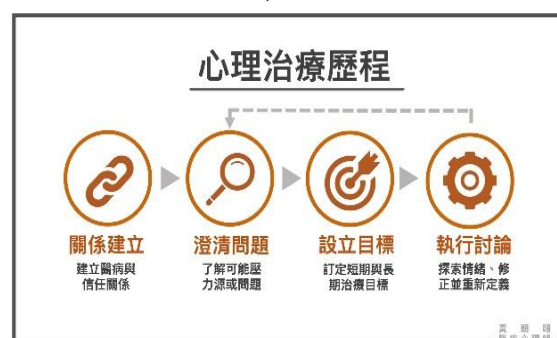 心理治療歷程
關係建立
建立醫病與
信任關係
澄清問題
了解可能壓
力源或問題
設立目標
訂定短期與長
期治療目標
執行討論
探索情緒、修
正並重新定義